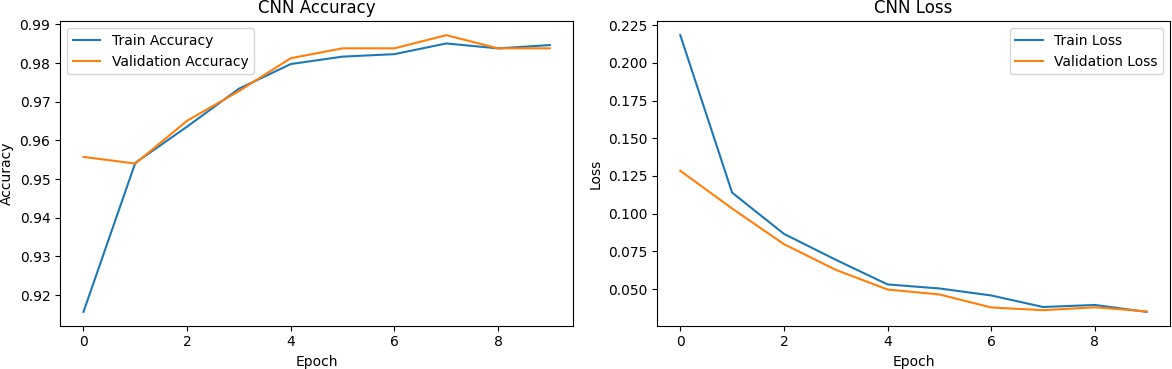 CNN Accuracy
0.99
0.98
0.97
0.96
0.95
0.94
0.93
0.92
Accuracy
Train Accuracy
Validation Accuracy
0 2 4 6 8
Epoch
CNN Loss
0.225
0.200
0.175
0.150
0.125
0.100
0.075
0.050
Loss
Train Loss
Validation Loss
0 2 4 6 8
Epoch